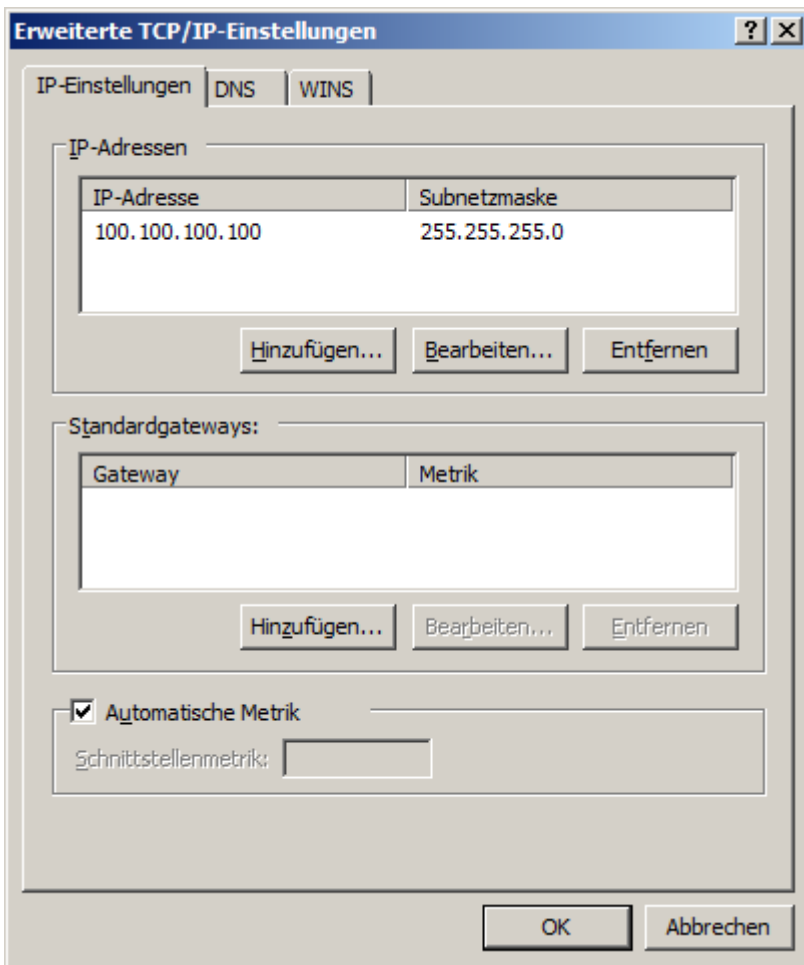 Erweiterte TCP/IP-Einstellungen
IP-Einstellungen DNS WINS
IP-Adressen
IP-Adresse Subnetzmaske
100.100.100.100 255.255.255.0
Hinzufügen... Bearbeiten... Entfernen
Standardgateways:
Gateway Metrik
Hinzufügen... Bearbeiten... Entfernen
Automatische Metrik
Schnittstellenmetrik:
OK Abbrechen